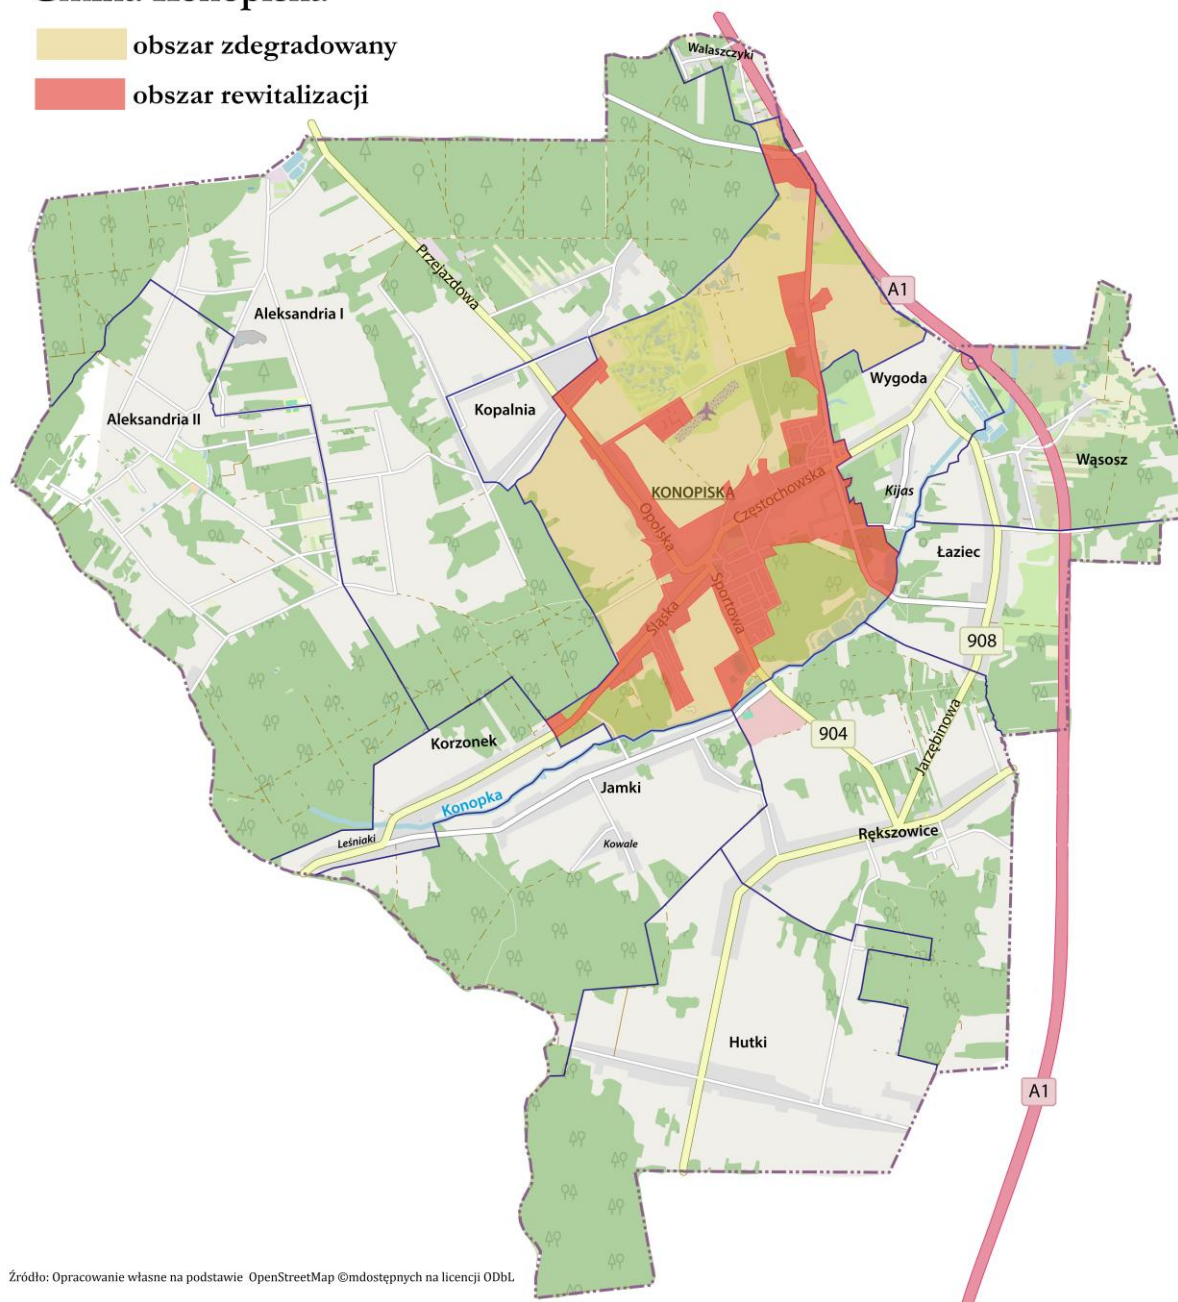 Gmina Konopiska
obszar zdegradowany
obszar rewitalizacji
Walaszczyki
Przejazdowa
A1
Aleksandria I
Aleksandria II
Kopalnia
Wygoda
Wąsosz
Kijas
KONOPISKA
Częstochowska
Opolska
Łaziec
Sportowa
Śląska
908
904
Jarzębinowa
Korzonek
Jamki
Konopka
Leśniaki
Kowale
Rększowice
Hutki
A1
Źródło: Opracowanie własne na podstawie OpenStreetMap ©mdostępnych na licencji ODbL